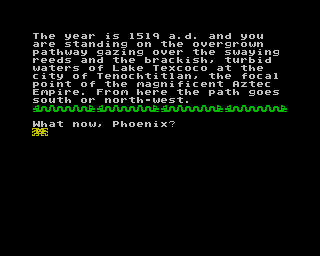 The year is 1519 a.d. and you
are standing on the overgrown
pathway gazing over the swaying
reeds and the brackish, turbid
waters of Lake Texcoco at the
city of Tenochtitlan, the focal
point of the magnificent Aztec
Empire. From here the path goes
south or north-west.
What now, Phoenix?